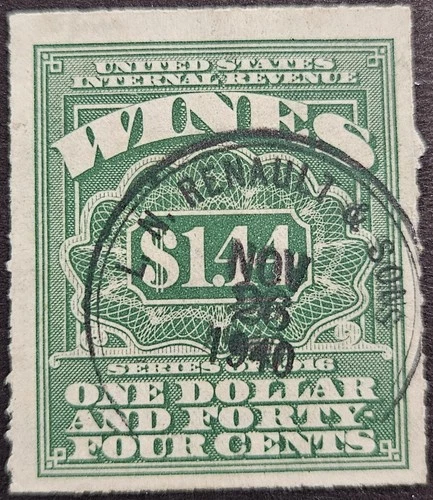 UNITED STATES
INTERNAL REVENUE
WINES
L.N. RENAULT & SONS
$1.44
NOV
26
1940
SERIES OF 1916
ONE DOLLAR
AND FORTY-
FOUR CENTS